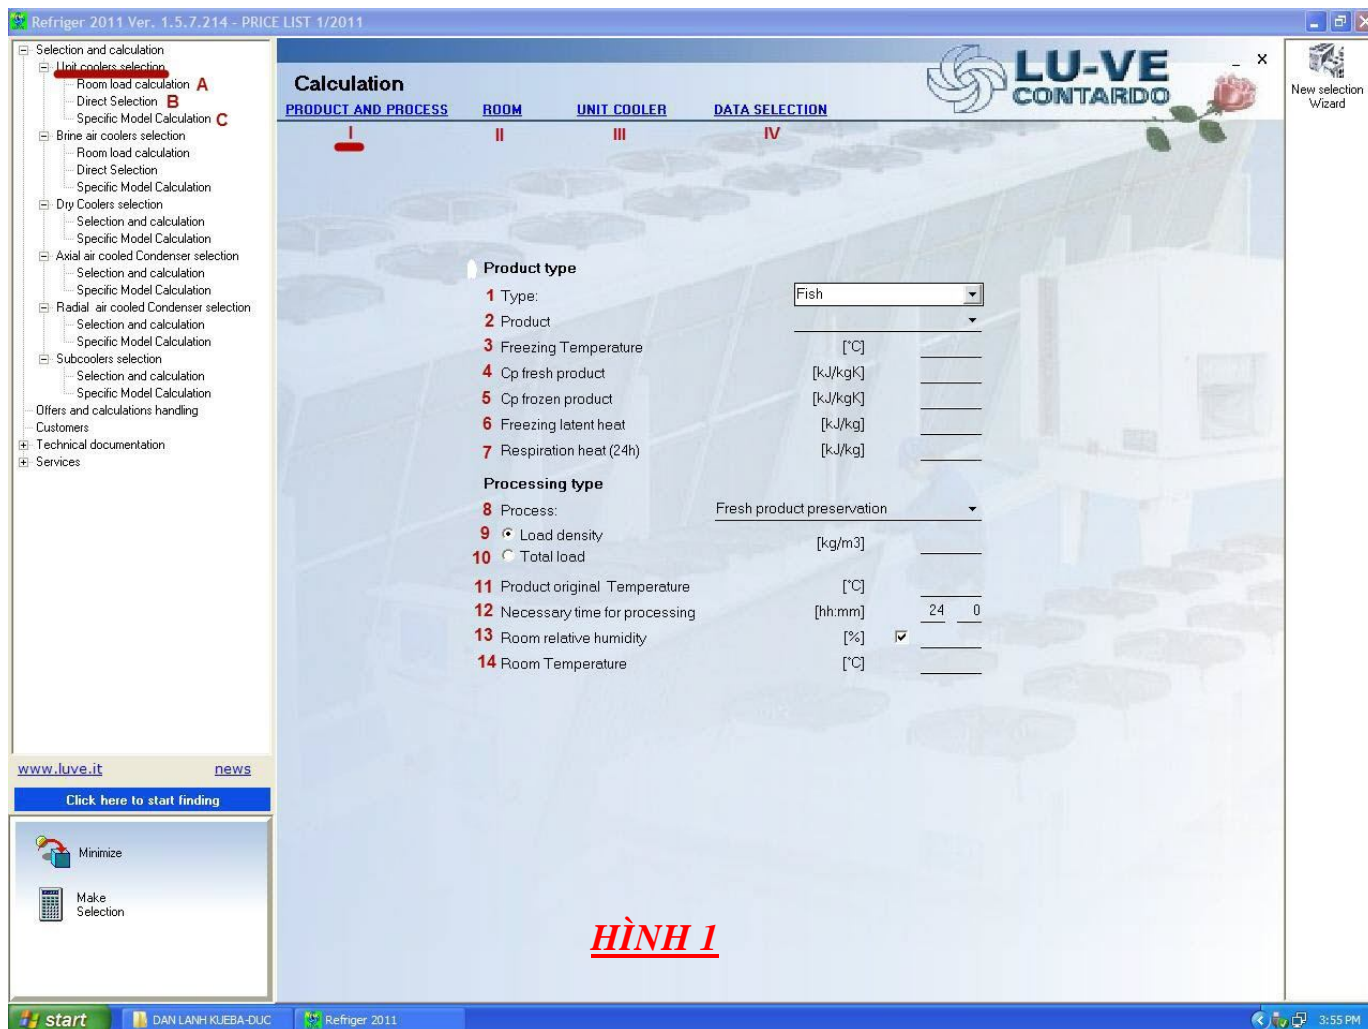 Refriger 2011 Ver. 1.5.7.214 - PRICE LIST 1/2011
Selection and calculation
Unit coolers selection
Room load calculation A
Direct Selection B
Specific Model Calculation C
Brine air coolers selection
Room load calculation
Direct Selection
Specific Model Calculation
Dry Coolers selection
Selection and calculation
Specific Model Calculation
Axial air cooled Condenser selection
Selection and calculation
Specific Model Calculation
Radial air cooled Condenser selection
Selection and calculation
Specific Model Calculation
Subcoolers selection
Selection and calculation
Specific Model Calculation
Offers and calculations handling
Customers
Technical documentation
Services
www.luve.it news
Click here to start finding
Minimize
Make
Selection
Calculation
LU-VE
CONTARDO
PRODUCT AND PROCESS ROOM UNIT COOLER DATA SELECTION
I II III IV
Product type
1 Type: Fish
2 Product
3 Freezing Temperature [°C]
4 Cp fresh product [kJ/kgK]
5 Cp frozen product [kJ/kgK]
6 Freezing latent heat [kJ/kg]
7 Respiration heat (24h) [kJ/kg]
Processing type
8 Process: Fresh product preservation
9 Load density [kg/m3]
10 Total load
11 Product original Temperature [°C]
12 Necessary time for processing [hh:mm] 24 0
13 Room relative humidity [%]
14 Room Temperature [°C]
HÌNH 1
New selection
Wizard
start DAN LANH KUEBA-DUC Refriger 2011 3:55 PM